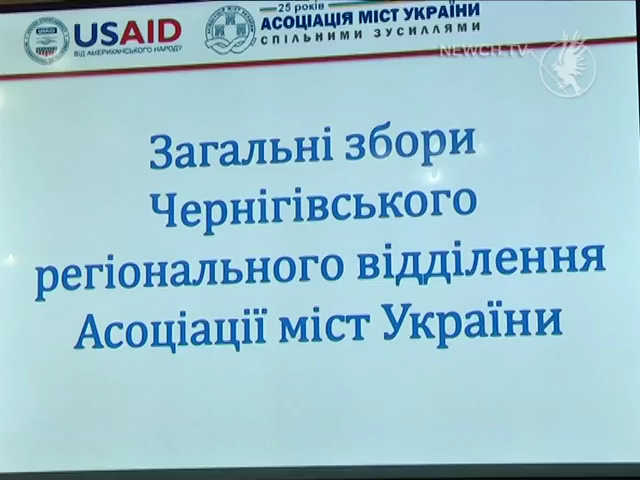 USAID
ВІД АМЕРИКАНСЬКОГО НАРОДУ
25 років
АСОЦІАЦІЯ МІСТ УКРАЇНИ
СПІЛЬНИМИ ЗУСИЛЛЯМИ
NEWCH.TV
Загальні збори
Чернігівського
регіонального відділення
Асоціації міст України